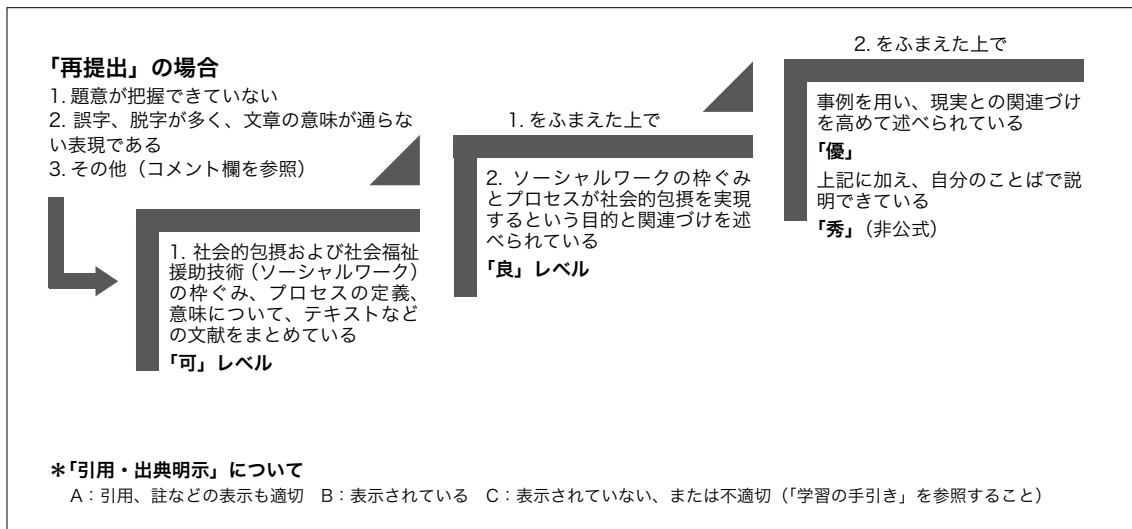 「再提出」の場合
1. 題意が把握できていない
2. 誤字、脱字が多く、文章の意味が通らな
い表現である
3. その他（コメント欄を参照）
1. 社会的包摂および社会福祉
援助技術（ソーシャルワーク）
の枠ぐみ、プロセスの定義、
意味について、テキストなど
の文献をまとめている
「可」レベル
1. をふまえた上で
2. ソーシャルワークの枠ぐみ
とプロセスが社会的包摂を実現
するという目的と関連づけを述
べられている
「良」レベル
2. をふまえた上で
事例を用い、現実との関連づけ
を高めて述べられている
「優」
上記に加え、自分のことばで説
明できている
「秀」（非公式）
＊「引用・出典明示」について
A：引用、註などの表示も適切　B：表示されている　C：表示されていない、または不適切（「学習の手引き」を参照すること）